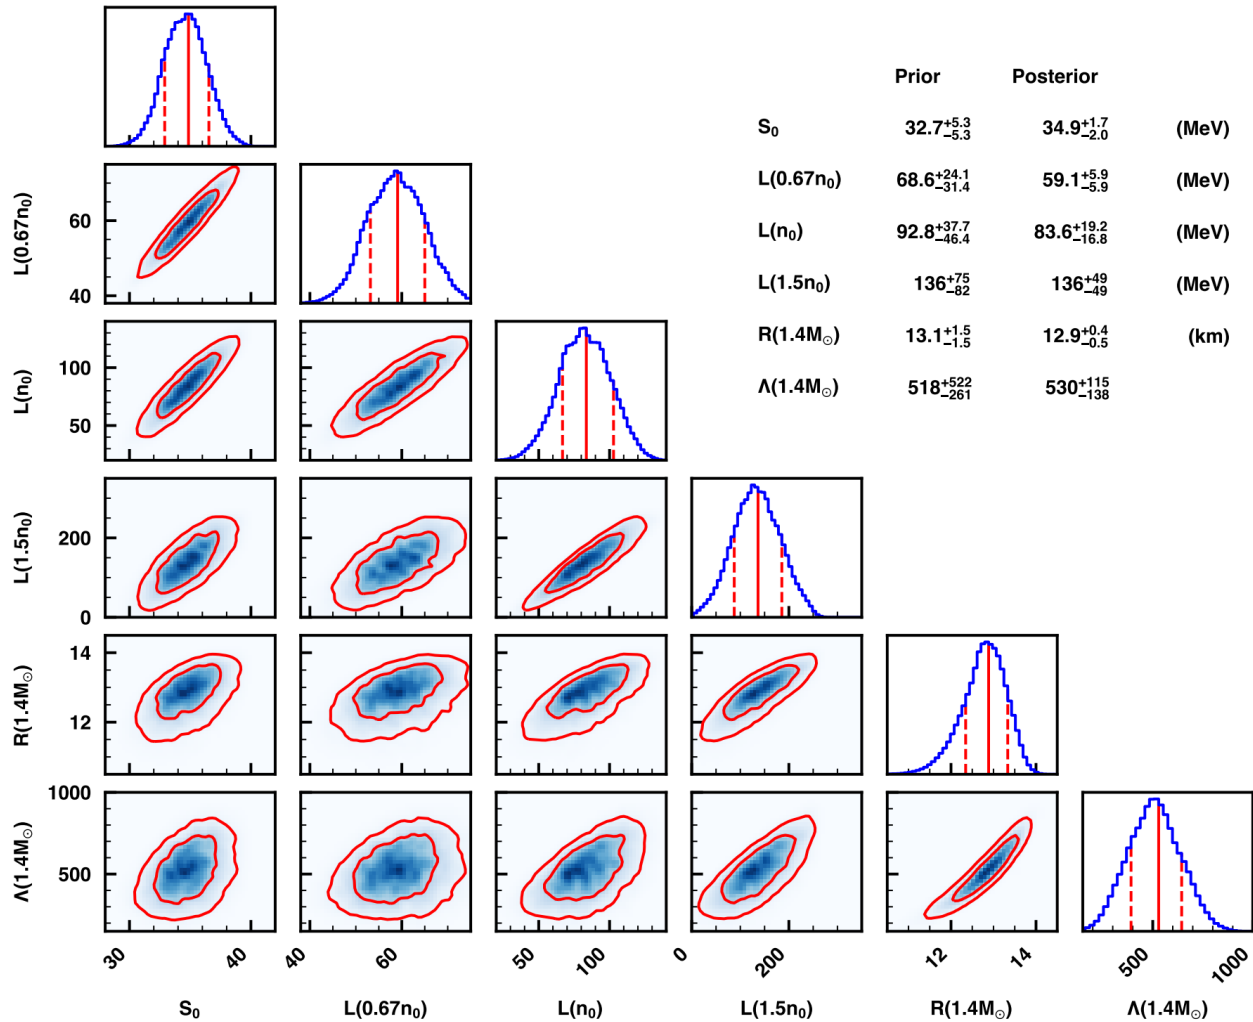 Prior Posterior
S₀ 32.7⁺⁵·³₋₅.₃ 34.9⁺¹·⁷₋₂.₀ (MeV)
L(0.67n₀) 68.6⁺²⁴·¹₋₃₁.₄ 59.1⁺⁵·⁹₋₅.₉ (MeV)
L(n₀) 92.8⁺³⁷·⁷₋₄₆.₄ 83.6⁺¹⁹·²₋₁₆.₈ (MeV)
L(1.5n₀) 136⁺⁷⁵₋₈₂ 136⁺⁴⁹₋₄₉ (MeV)
R(1.4M☉) 13.1⁺¹·⁵₋₁.₅ 12.9⁺⁰·⁴₋₀.₅ (km)
Λ(1.4M☉) 518⁺⁵²²₋₂₆₁ 530⁺¹¹⁵₋₁₃₈
L(0.67n₀)
60
40
L(n₀)
100
50
L(1.5n₀)
200
0
R(1.4M☉)
14
12
Λ(1.4M☉)
1000
500
30 40 40 60 50 100 0 200 12 14 500 1000
S₀ L(0.67n₀) L(n₀) L(1.5n₀) R(1.4M☉) Λ(1.4M☉)